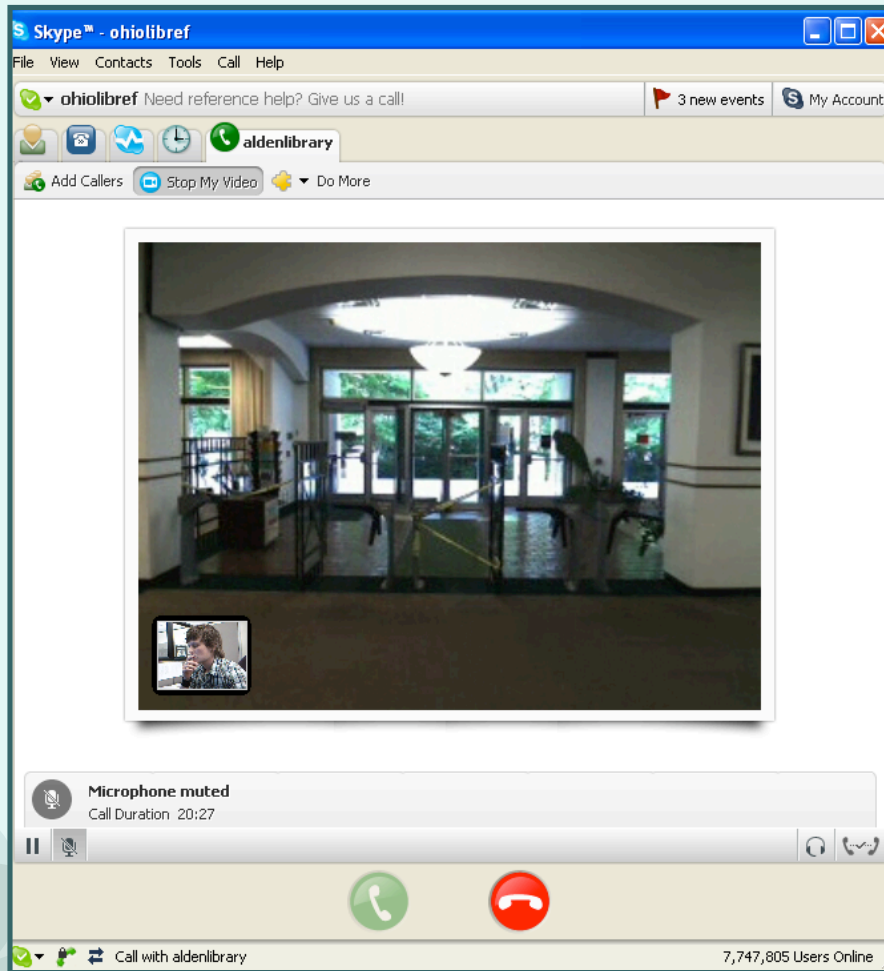 Skype™ - ohiolibref
File View Contacts Tools Call Help
ohiolibref Need reference help? Give us a call! 3 new events My Account
aldenlibrary
Add Callers Stop My Video Do More
Microphone muted
Call Duration 20:27
Call with aldenlibrary 7,747,805 Users Online